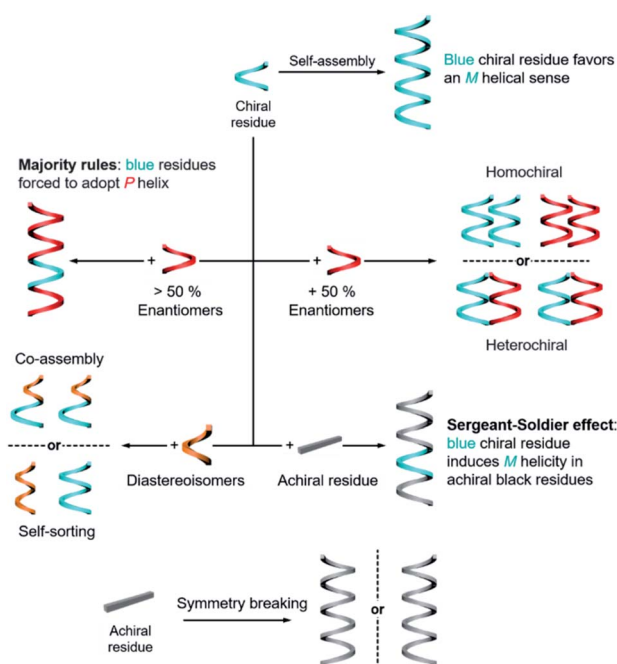 Self-assembly
Blue chiral residue favors
an M helical sense
Chiral
residue
Majority rules: blue residues
forced to adopt P helix
Homochiral
+
> 50 %
Enantiomers
+
+ 50 %
Enantiomers
or
Heterochiral
Co-assembly
or
Self-sorting
+
Diastereoisomers
+
Achiral residue
Sergeant-Soldier effect:
blue chiral residue
induces M helicity in
achiral black residues
Achiral
residue
Symmetry breaking
or